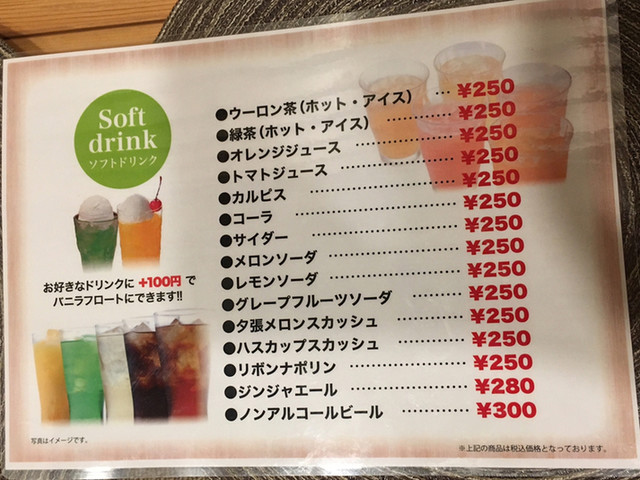 Soft
drink
ソフトドリンク
お好きなドリンクに +100円 で
バニラフロートにできます!!
●ウーロン茶（ホット・アイス） … ¥250
●緑茶（ホット・アイス） ¥250
●オレンジジュース ………… ¥250
●トマトジュース ………… ¥250
●カルピス ……………… ¥250
●コーラ ………………… ¥250
●サイダー ……………… ¥250
●メロンソーダ …………… ¥250
●レモンソーダ …………… ¥250
●グレープフルーツソーダ …… ¥250
●夕張メロンスカッシュ ……… ¥250
●ハスカップスカッシュ ……… ¥250
●リボンナポリン ………… ¥250
●ジンジャエール ………… ¥280
●ノンアルコールビール ………… ¥300
写真はイメージです。
※上記の商品は税込価格となっております。